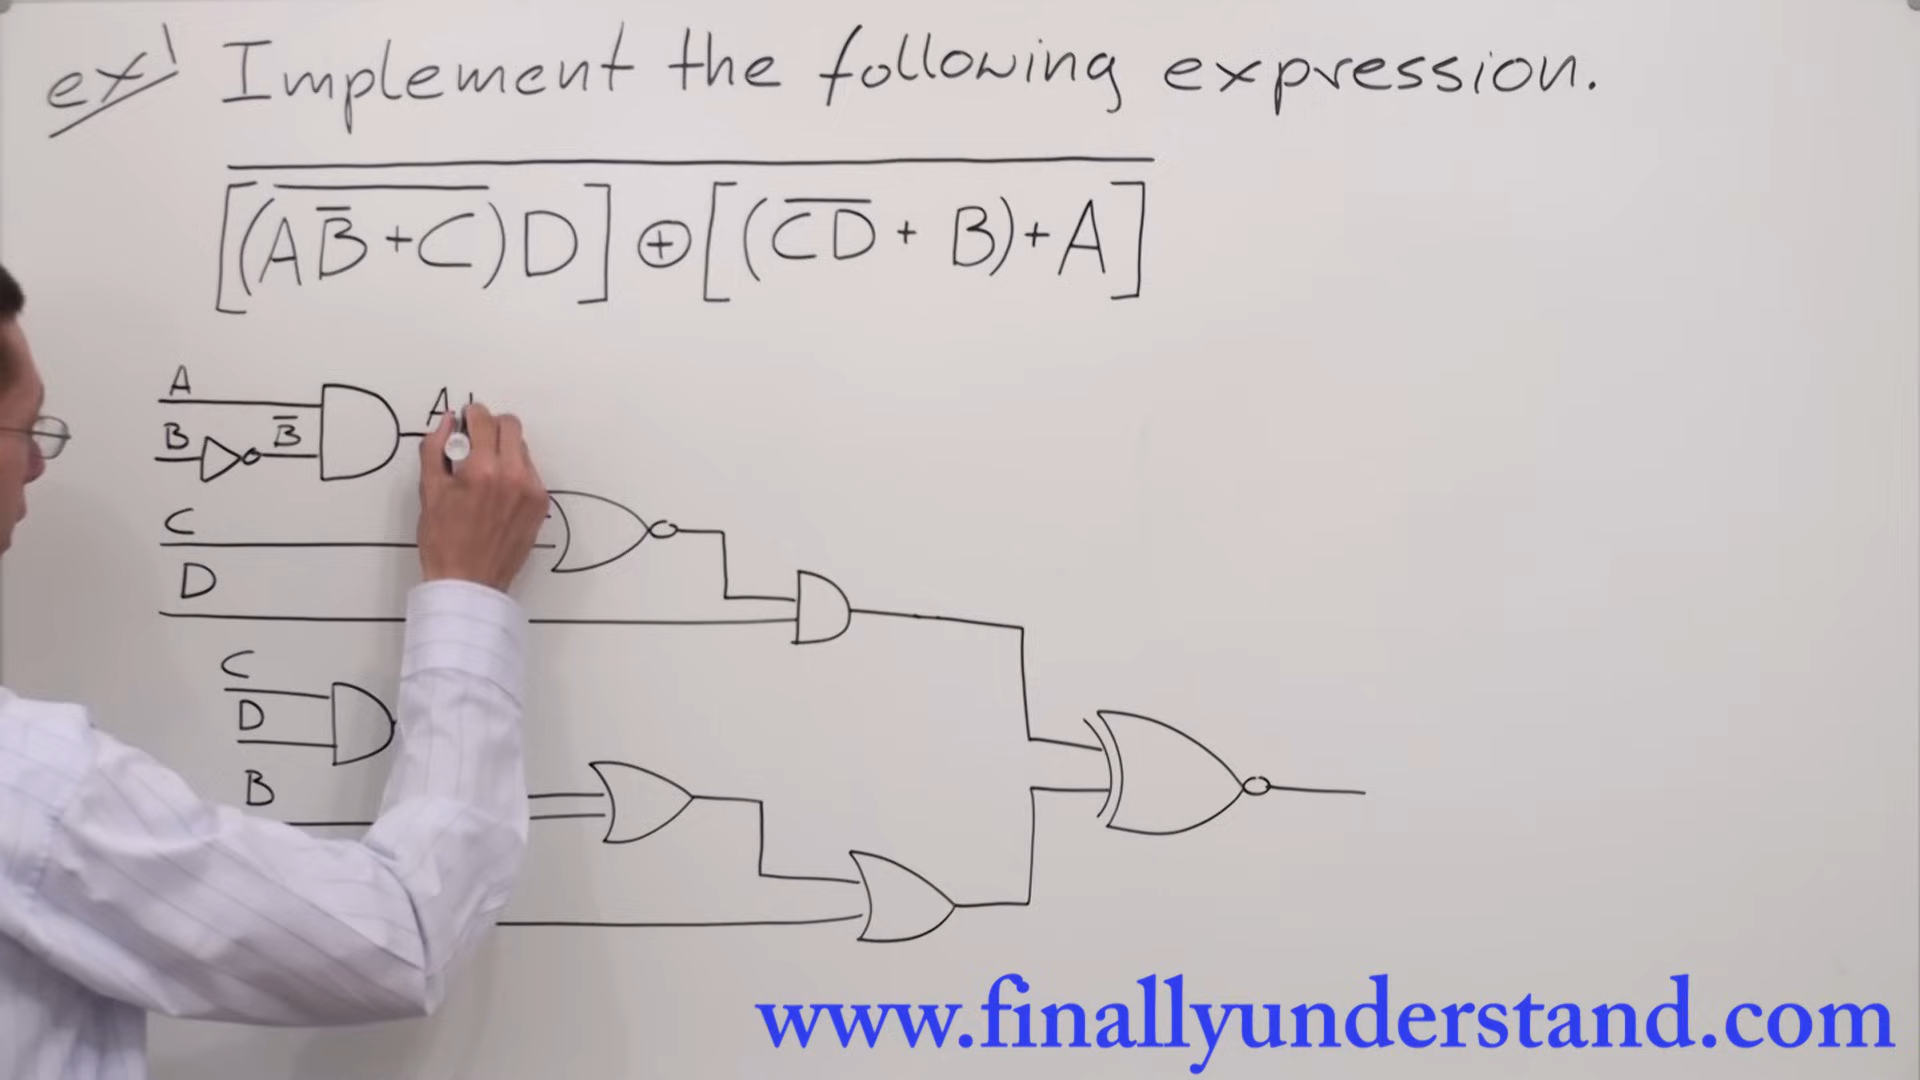 ex' Implement the following expression.
[(AB̅+C)D]⊕[(CD+B)+A]
A
A
B
B̅
C
D
C
D
B
www.finallyunderstand.com